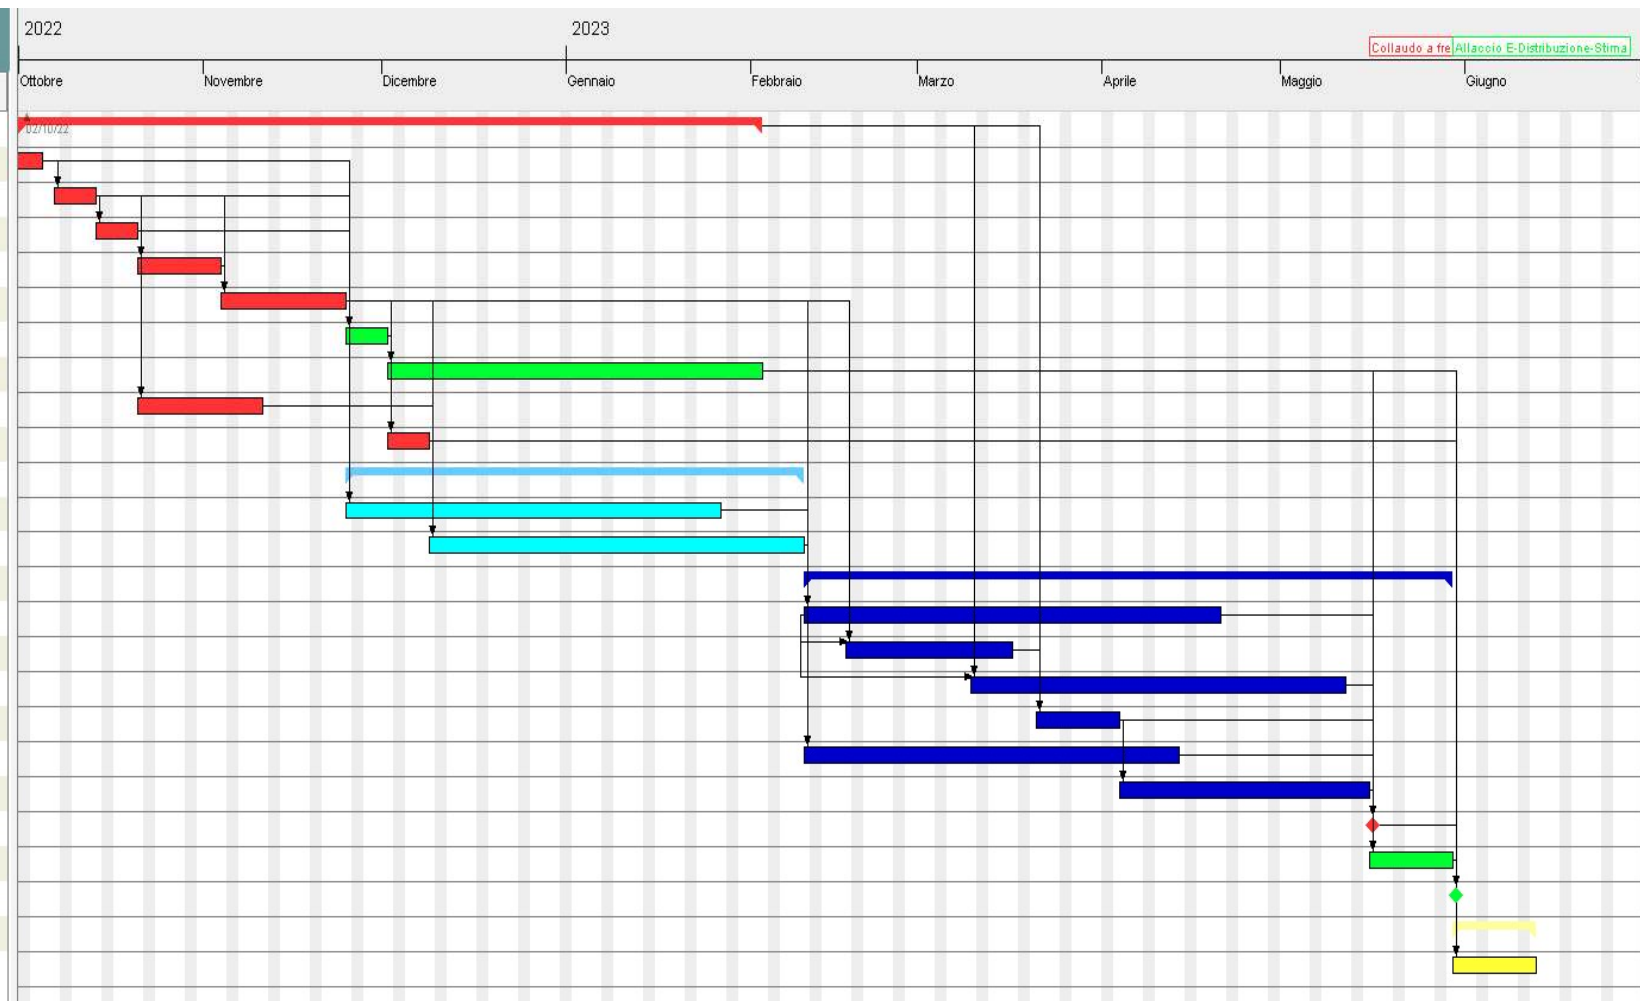 2022 2023
Collaudo a fre Allaccio E-Distribuzione-Stima
Ottobre Novembre Dicembre Gennaio Febbraio Marzo Aprile Maggio Giugno
02/10/22